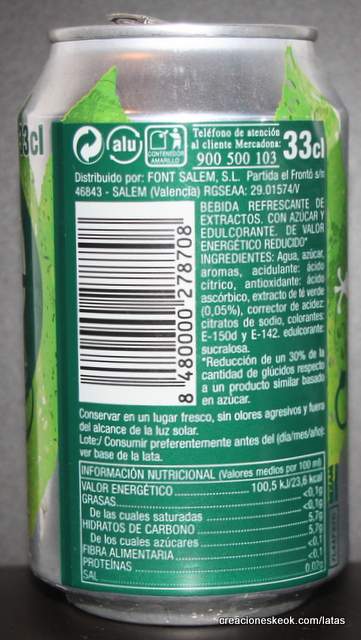 3cl
alu
CONTENEDOR
AMARILLO
Teléfono de atención
al cliente Mercadona:
900 500 103
33cl
Distribuido por: FONT SALEM, S.L. Partida el Frontó s/n
46843 - SALEM (Valencia) RGSEAA: 29.01574/V
8 480000 278708
BEBIDA REFRESCANTE DE
EXTRACTOS. CON AZÚCAR Y
EDULCORANTE. DE VALOR
ENERGÉTICO REDUCIDO*
INGREDIENTES: Agua, azúcar,
aromas, acidulante: ácido
cítrico, antioxidante: ácido
ascórbico, extracto de té verde
(0,05%), corrector de acidez:
citratos de sodio, colorantes:
E-150d y E-142. edulcorante:
sucralosa.
*Reducción de un 30% de la
cantidad de glúcidos respecto
a un producto similar basado
en azúcar.
Conservar en un lugar fresco, sin olores agresivos y fuera
del alcance de la luz solar.
Lote:/ Consumir preferentemente antes del (día/mes/año):
ver base de la lata.
INFORMACIÓN NUTRICIONAL (Valores medios por 100 ml)
VALOR ENERGÉTICO 100,5 kJ/23,6 kcal
GRASAS <0,1g
De las cuales saturadas <0,1g
HIDRATOS DE CARBONO 5,7g
De los cuales azúcares 5,7g
FIBRA ALIMENTARIA <0,1
PROTEÍNAS <0,1
SAL 0,02g
creacioneskeok.com/latas